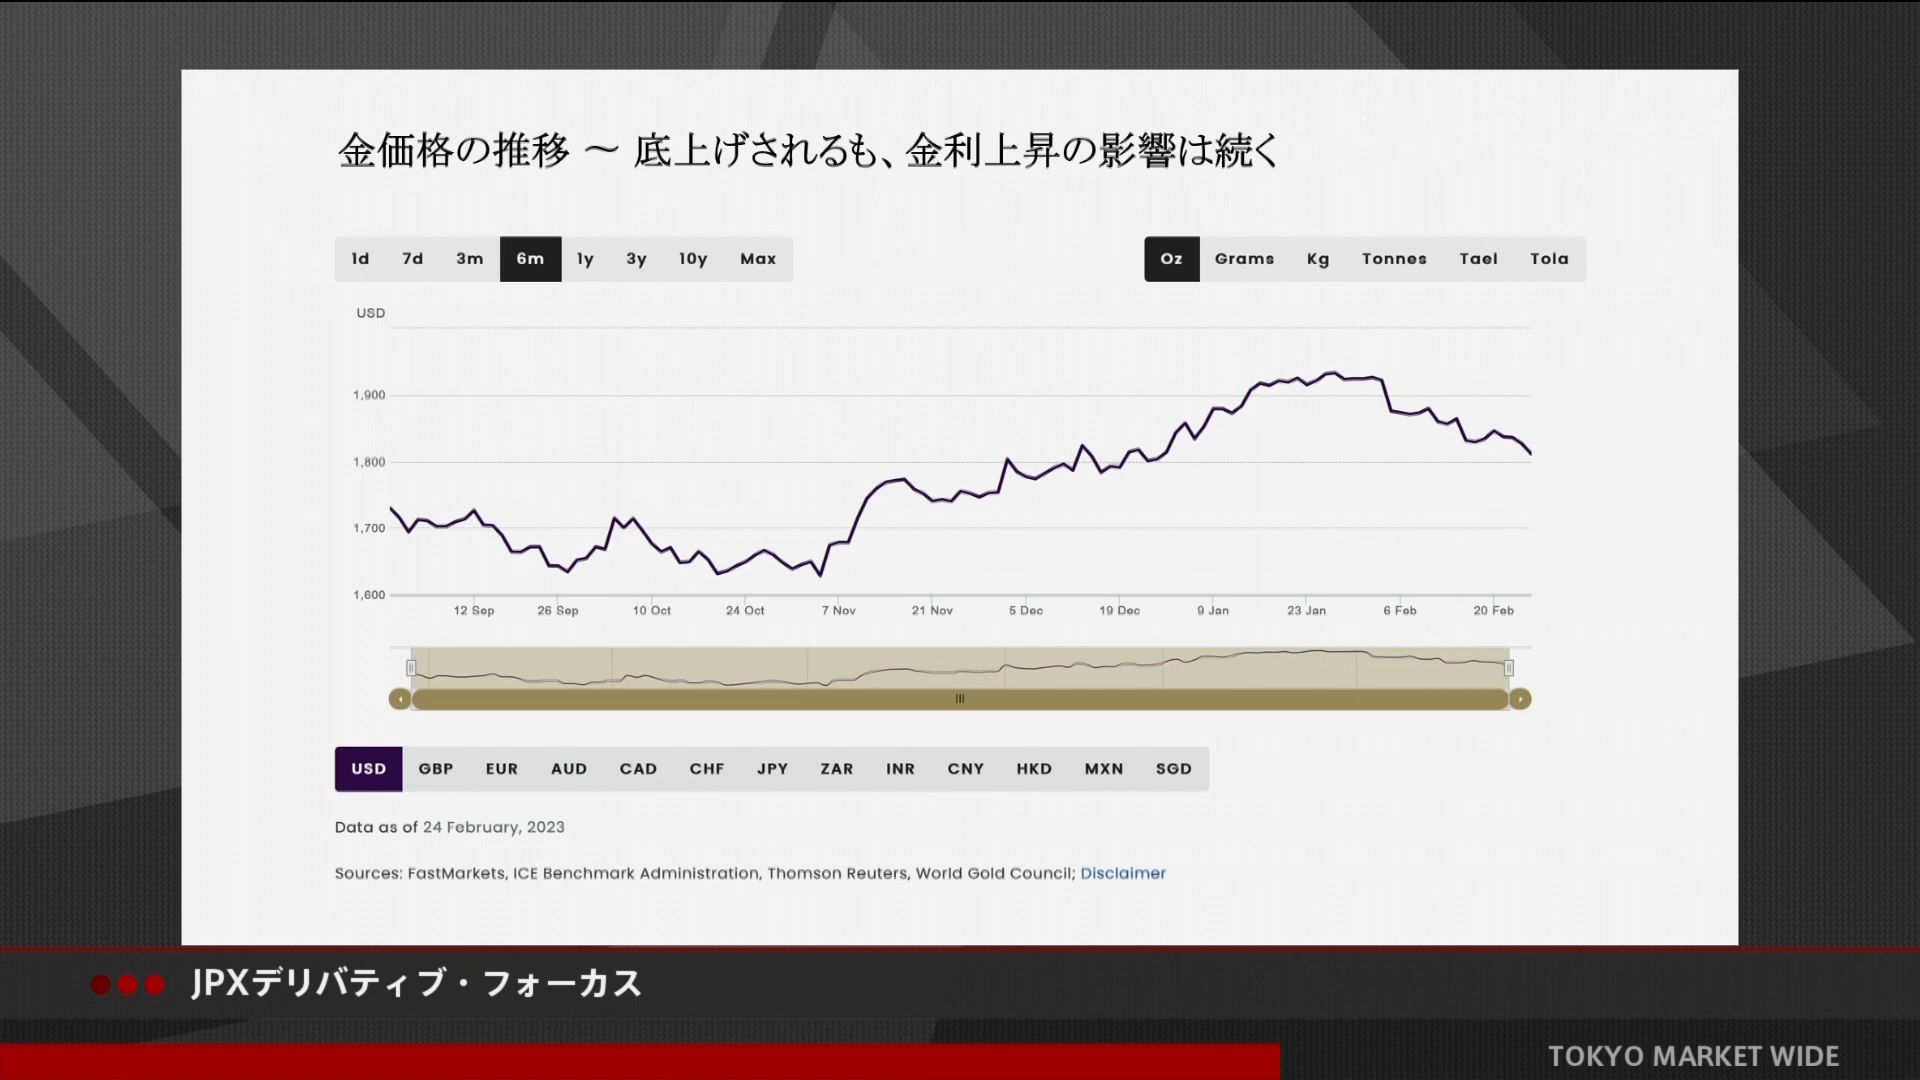 金価格の推移 ～ 底上げされるも、金利上昇の影響は続く
1d 7d 3m 6m 1y 3y 10y Max
Oz Grams Kg Tonnes Tael Tola
USD
1,900
1,800
1,700
1,600
12 Sep 26 Sep 10 Oct 24 Oct 7 Nov 21 Nov 5 Dec 19 Dec 9 Jan 23 Jan 6 Feb 20 Feb
USD GBP EUR AUD CAD CHF JPY ZAR INR CNY HKD MXN SGD
Data as of 24 February, 2023
Sources: FastMarkets, ICE Benchmark Administration, Thomson Reuters, World Gold Council; Disclaimer
JPXデリバティブ・フォーカス
TOKYO MARKET WIDE